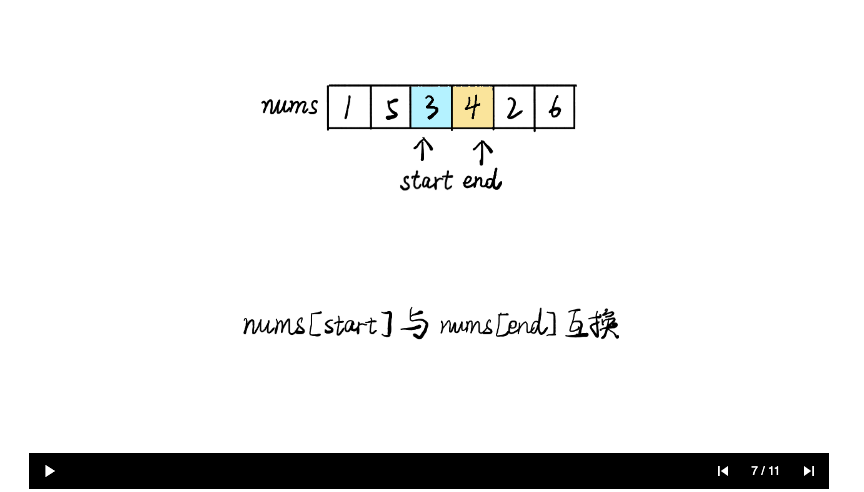 nums 1 5 3 4 2 6
start end
nums[start] 与 nums[end] 互换
7 / 11